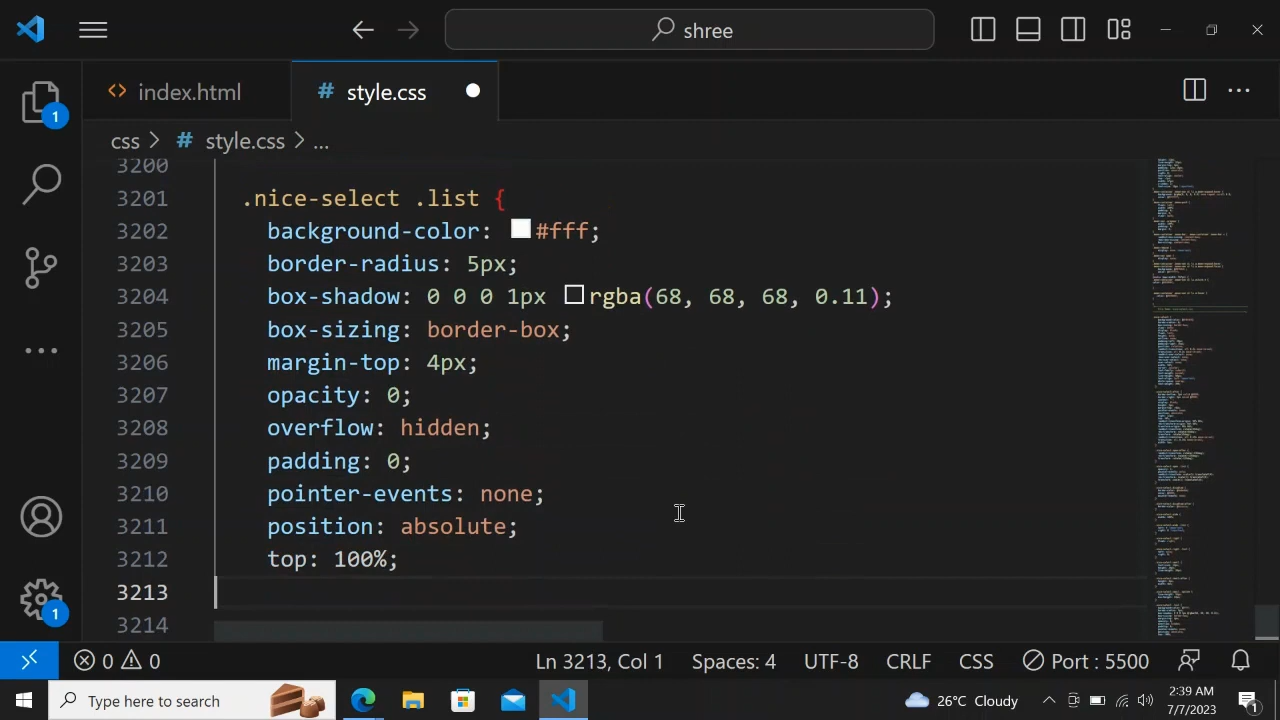 shree
index.html
# style.css
css > # style.css > ...
3200
3201 .nice-select .list {
3202 background-color: #fff;
3203 border-radius: 5px;
3204 box-shadow: 0 0 0 1px rgba(68, 68, 68, 0.11);
3205 box-sizing: border-box;
3206 margin-top: 4px;
3207 opacity: 0;
3208 overflow: hidden;
3209 padding: 0;
3210 pointer-events: none;
3211 position: absolute;
3212 top: 100%;
3213
3214
1
1
0 0
Ln 3213, Col 1 Spaces: 4 UTF-8 CRLF CSS Port : 5500
Type here to search
26°C Cloudy
2:39 AM
7/7/2023
1